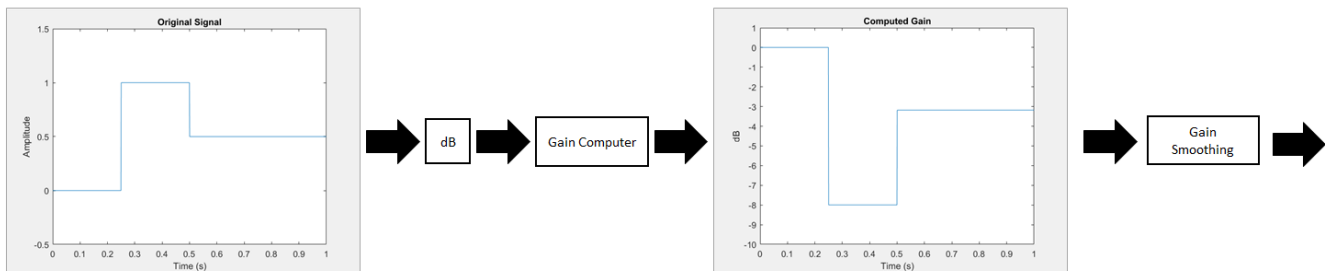 Original Signal
1.5
1
0.5
0
-0.5
Amplitude
0 0.1 0.2 0.3 0.4 0.5 0.6 0.7 0.8 0.9 1
Time (s)
dB
Gain Computer
Computed Gain
1
0
-1
-2
-3
-4
-5
-6
-7
-8
-9
-10
dB
0 0.1 0.2 0.3 0.4 0.5 0.6 0.7 0.8 0.9 1
Time (s)
Gain
Smoothing